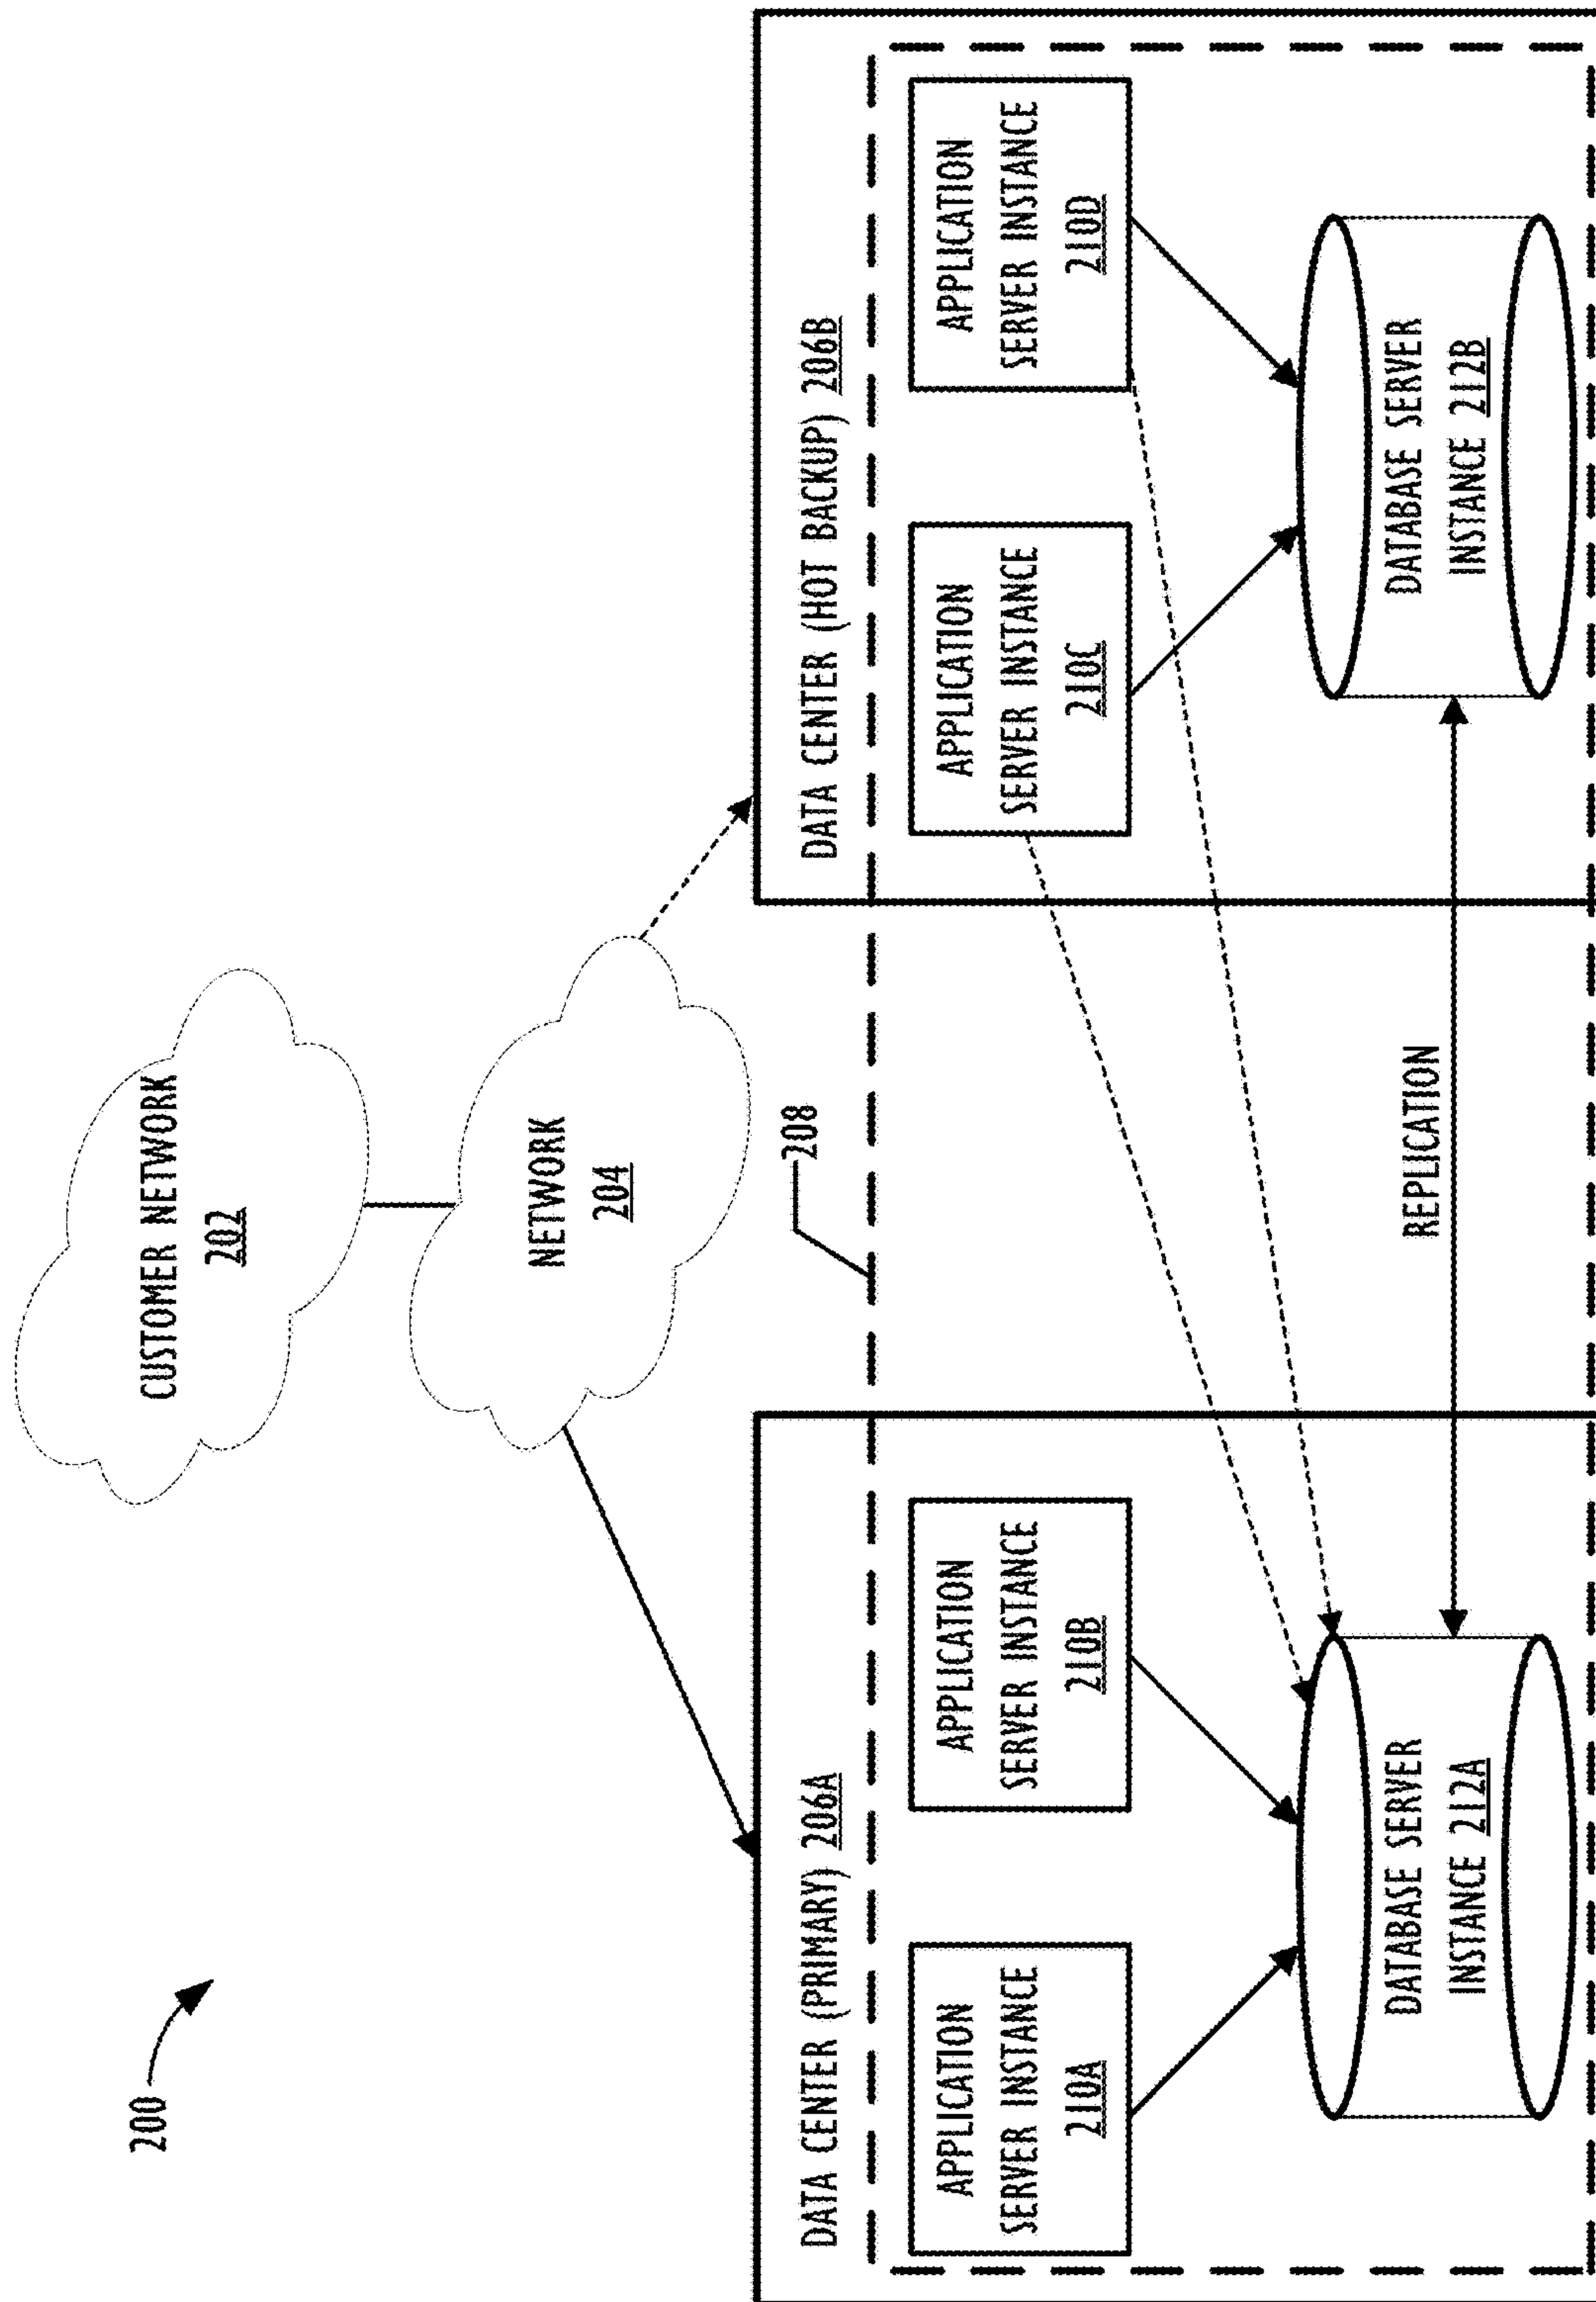 200
CUSTOMER NETWORK
202
NETWORK
204
208
DATA CENTER (PRIMARY) 206A
APPLICATION
SERVER INSTANCE
210A
APPLICATION
SERVER INSTANCE
210B
DATABASE SERVER
INSTANCE 212A
REPLICATION
DATA CENTER (HOT BACKUP) 206B
APPLICATION
SERVER INSTANCE
210C
APPLICATION
SERVER INSTANCE
210D
DATABASE SERVER
INSTANCE 212B